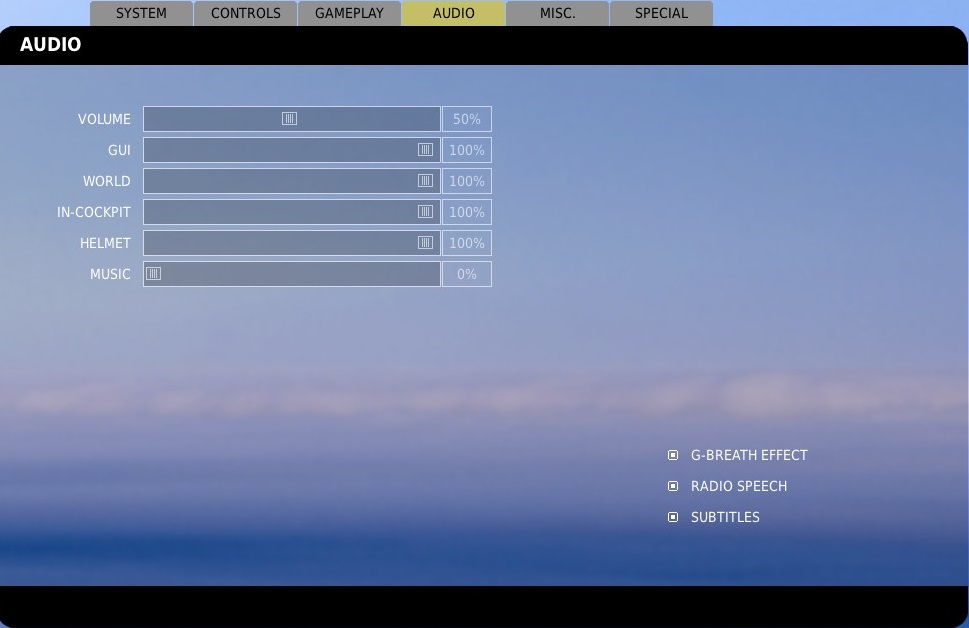 SYSTEM CONTROLS GAMEPLAY AUDIO MISC. SPECIAL
AUDIO
VOLUME 50%
GUI 100%
WORLD 100%
IN-COCKPIT 100%
HELMET 100%
MUSIC 0%
G-BREATH EFFECT
RADIO SPEECH
SUBTITLES